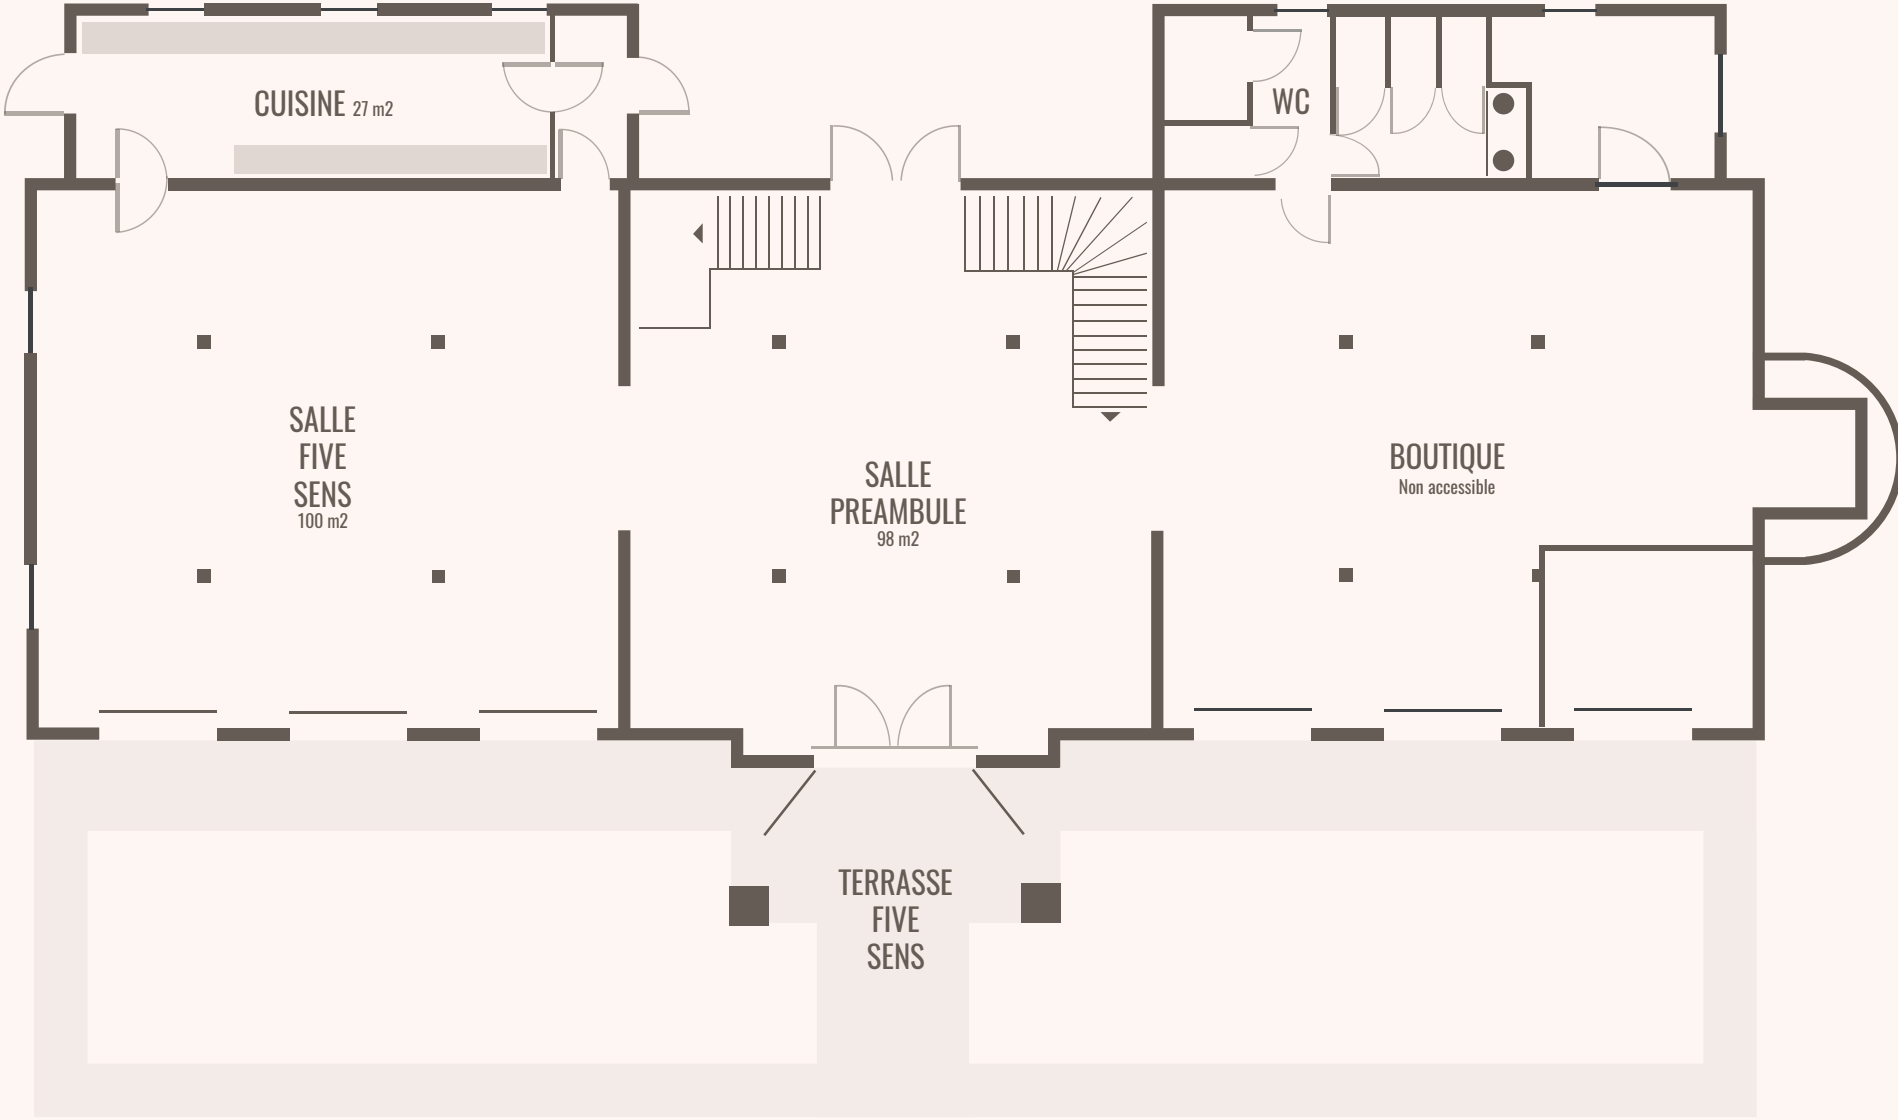 CUISINE 27 m2
WC
SALLE
FIVE
SENS
100 m2
SALLE
PREAMBULE
98 m2
BOUTIQUE
Non accessible
TERRASSE
FIVE
SENS